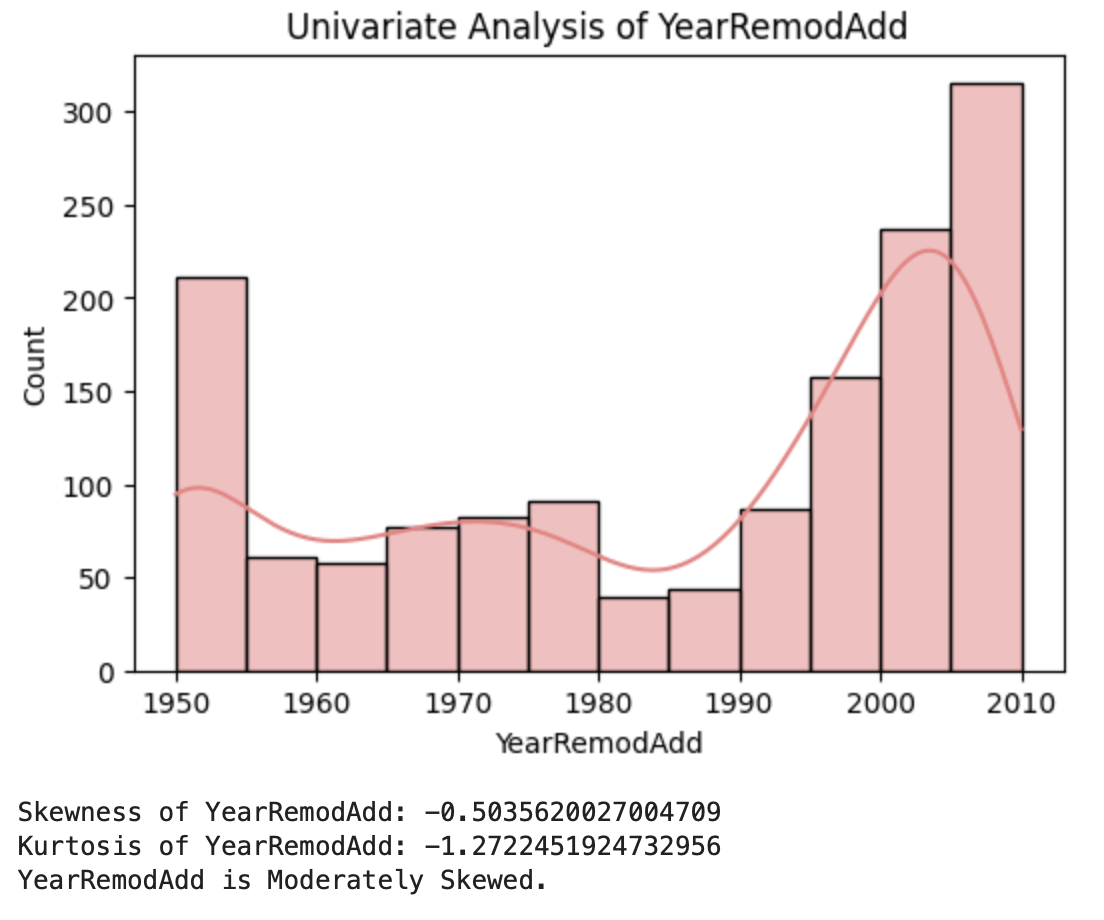 Univariate Analysis of YearRemodAdd
Count
300
250
200
150
100
50
0
1950 1960 1970 1980 1990 2000 2010
YearRemodAdd
Skewness of YearRemodAdd: -0.5035620027004709
Kurtosis of YearRemodAdd: -1.2722451924732956
YearRemodAdd is Moderately Skewed.